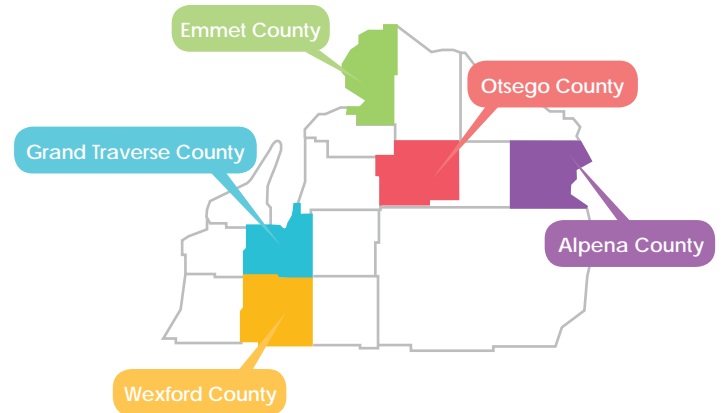 Emmet County
Otsego County
Grand Traverse County
Alpena County
Wexford County